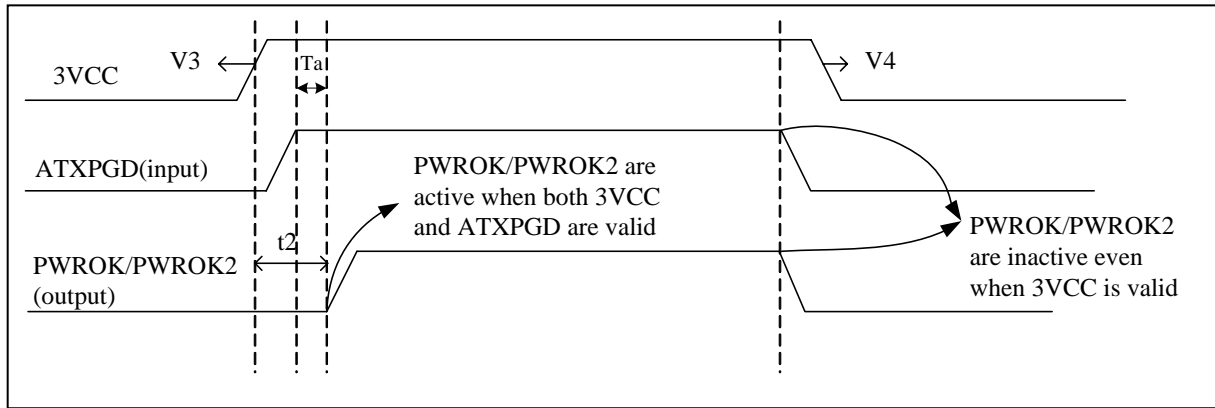 3VCC
V3
Ta
V4
ATXPGD(input)
PWROK/PWROK2 are
active when both 3VCC
and ATXPGD are valid
t2
PWROK/PWROK2
(output)
PWROK/PWROK2
are inactive even
when 3VCC is valid